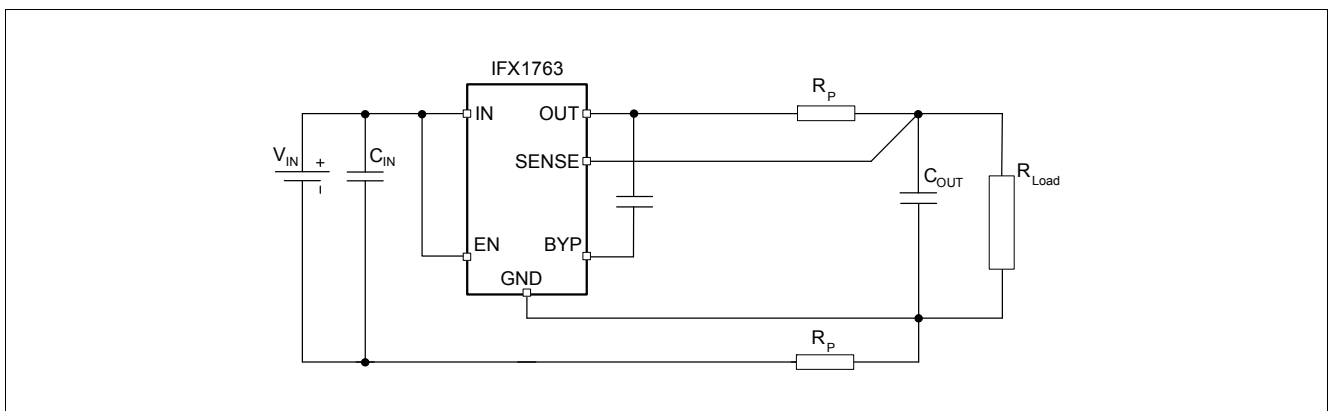 IFX1763
IN
OUT
R_P
V_IN
+
-
C_IN
SENSE
C_OUT
R_Load
EN
BYP
GND
R_P